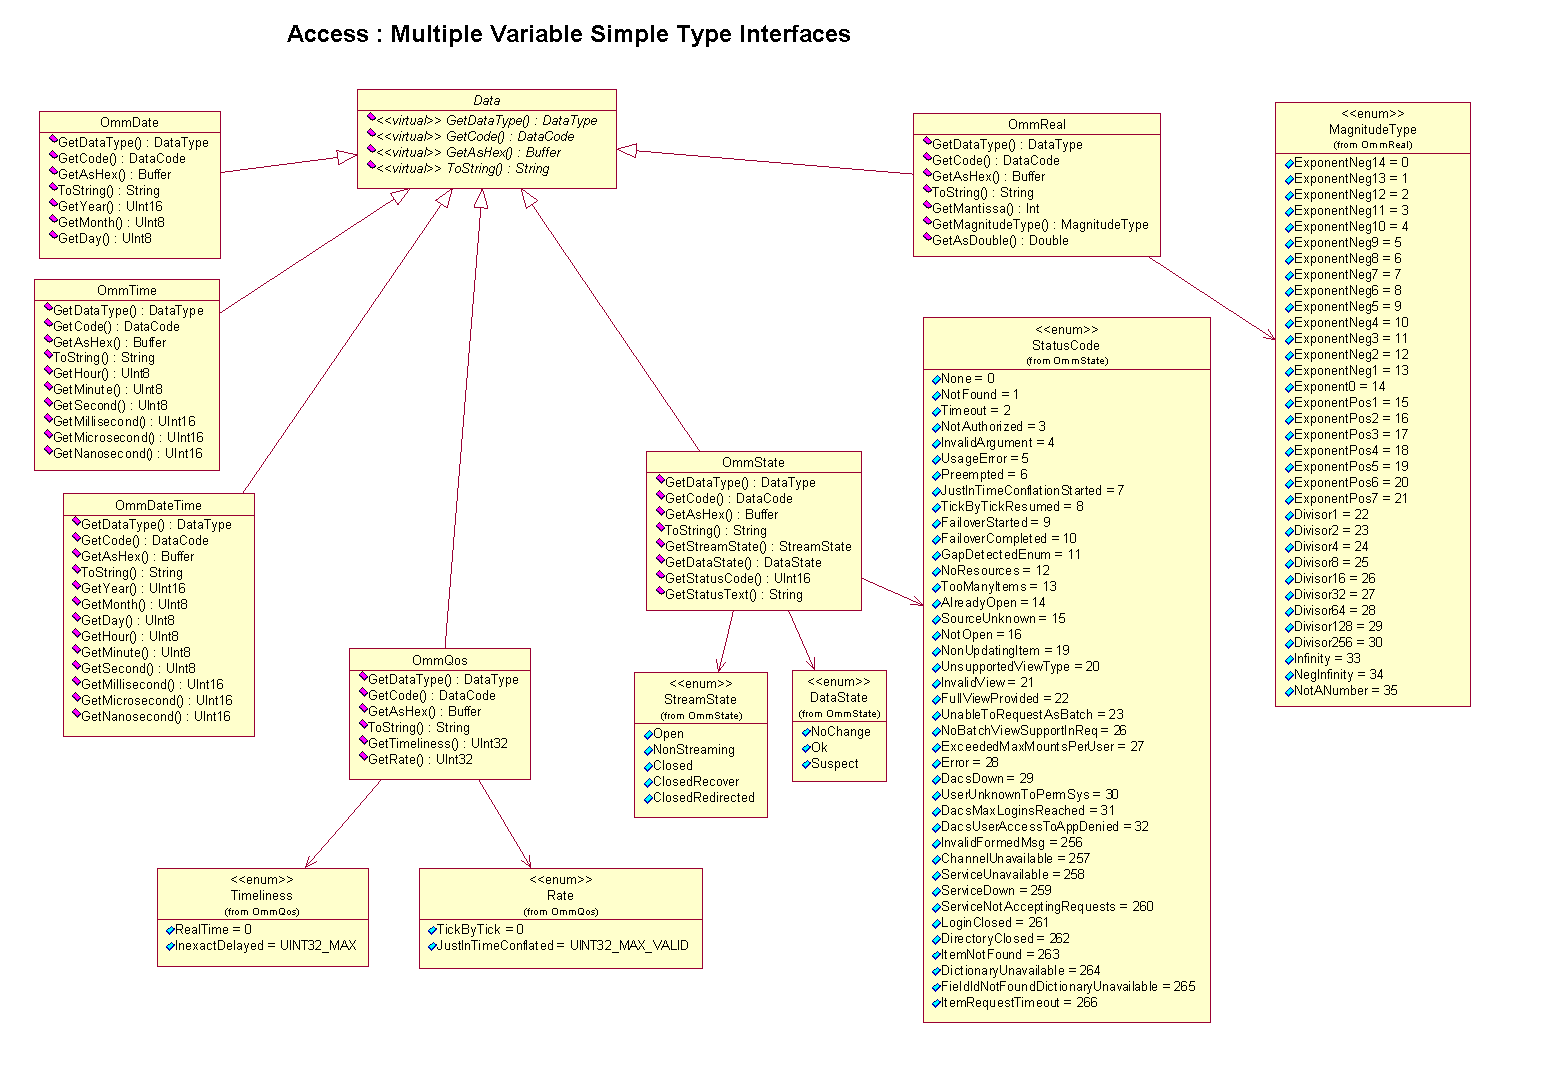 Access : Multiple Variable Simple Type Interfaces
Data
<<virtual>> GetDataType() : DataType
<<virtual>> GetCode() : DataCode
<<virtual>> GetAsHex() : Buffer
<<virtual>> ToString() : String
OmmDate
GetDataType() : DataType
GetCode() : DataCode
GetAsHex() : Buffer
ToString() : String
GetYear() : UInt16
GetMonth() : UInt8
GetDay() : UInt8
OmmReal
GetDataType() : DataType
GetCode() : DataCode
GetAsHex() : Buffer
ToString() : String
GetMantissa() : Int
GetMagnitudeType() : MagnitudeType
GetAsDouble() : Double
<<enum>>
MagnitudeType
(from OmmReal)
ExponentNeg14 = 0
ExponentNeg13 = 1
ExponentNeg12 = 2
ExponentNeg11 = 3
ExponentNeg10 = 4
ExponentNeg9 = 5
ExponentNeg8 = 6
ExponentNeg7 = 7
ExponentNeg6 = 8
ExponentNeg5 = 9
ExponentNeg4 = 10
ExponentNeg3 = 11
ExponentNeg2 = 12
ExponentNeg1 = 13
Exponent0 = 14
ExponentPos1 = 15
ExponentPos2 = 16
ExponentPos3 = 17
ExponentPos4 = 18
ExponentPos5 = 19
ExponentPos6 = 20
ExponentPos7 = 21
Divisor1 = 22
Divisor2 = 23
Divisor4 = 24
Divisor8 = 25
Divisor16 = 26
Divisor32 = 27
Divisor64 = 28
Divisor128 = 29
Divisor256 = 30
Infinity = 33
NegInfinity = 34
NotANumber = 35
OmmTime
GetDataType() : DataType
GetCode() : DataCode
GetAsHex() : Buffer
ToString() : String
GetHour() : UInt8
GetMinute() : UInt8
GetSecond() : UInt8
GetMillisecond() : UInt16
GetMicrosecond() : UInt16
GetNanosecond() : UInt16
<<enum>>
StatusCode
(from OmmState)
None = 0
NotFound = 1
Timeout = 2
NotAuthorized = 3
InvalidArgument = 4
UsageError = 5
Preempted = 6
JustInTimeConflationStarted = 7
TickByTickResumed = 8
FailoverStarted = 9
FailoverCompleted = 10
GapDetectedEnum = 11
NoResources = 12
TooManyItems = 13
AlreadyOpen = 14
SourceUnknown = 15
NotOpen = 16
NonUpdatingItem = 19
UnsupportedViewType = 20
InvalidView = 21
FullViewProvided = 22
UnableToRequestAsBatch = 23
NoBatchViewSupportInReq = 26
ExceededMaxMountsPerUser = 27
Error = 28
DacsDown = 29
UserUnknownToPermSys = 30
DacsMaxLoginsReached = 31
DacsUserAccessToAppDenied = 32
InvalidFormedMsg = 256
ChannelUnavailable = 257
ServiceUnavailable = 258
ServiceDown = 259
ServiceNotAcceptingRequests = 260
LoginClosed = 261
DirectoryClosed = 262
ItemNotFound = 263
DictionaryUnavailable = 264
FieldIdNotFoundDictionaryUnavailable = 265
ItemRequestTimeout = 266
OmmState
GetDataType() : DataType
GetCode() : DataCode
GetAsHex() : Buffer
ToString() : String
GetStreamState() : StreamState
GetDataState() : DataState
GetStatusCode() : UInt16
GetStatusText() : String
OmmDateTime
GetDataType() : DataType
GetCode() : DataCode
GetAsHex() : Buffer
ToString() : String
GetYear() : UInt16
GetMonth() : UInt8
GetDay() : UInt8
GetHour() : UInt8
GetMinute() : UInt8
GetSecond() : UInt8
GetMillisecond() : UInt16
GetMicrosecond() : UInt16
GetNanosecond() : UInt16
OmmQos
GetDataType() : DataType
GetCode() : DataCode
GetAsHex() : Buffer
ToString() : String
GetTimeliness() : UInt32
GetRate() : UInt32
<<enum>>
StreamState
(from OmmState)
Open
NonStreaming
Closed
ClosedRecover
ClosedRedirected
<<enum>>
DataState
(from OmmState)
NoChange
Ok
Suspect
<<enum>>
Timeliness
(from OmmQos)
RealTime = 0
InexactDelayed = UINT32_MAX
<<enum>>
Rate
(from OmmQos)
TickByTick = 0
JustInTimeConflated = UINT32_MAX_VALID